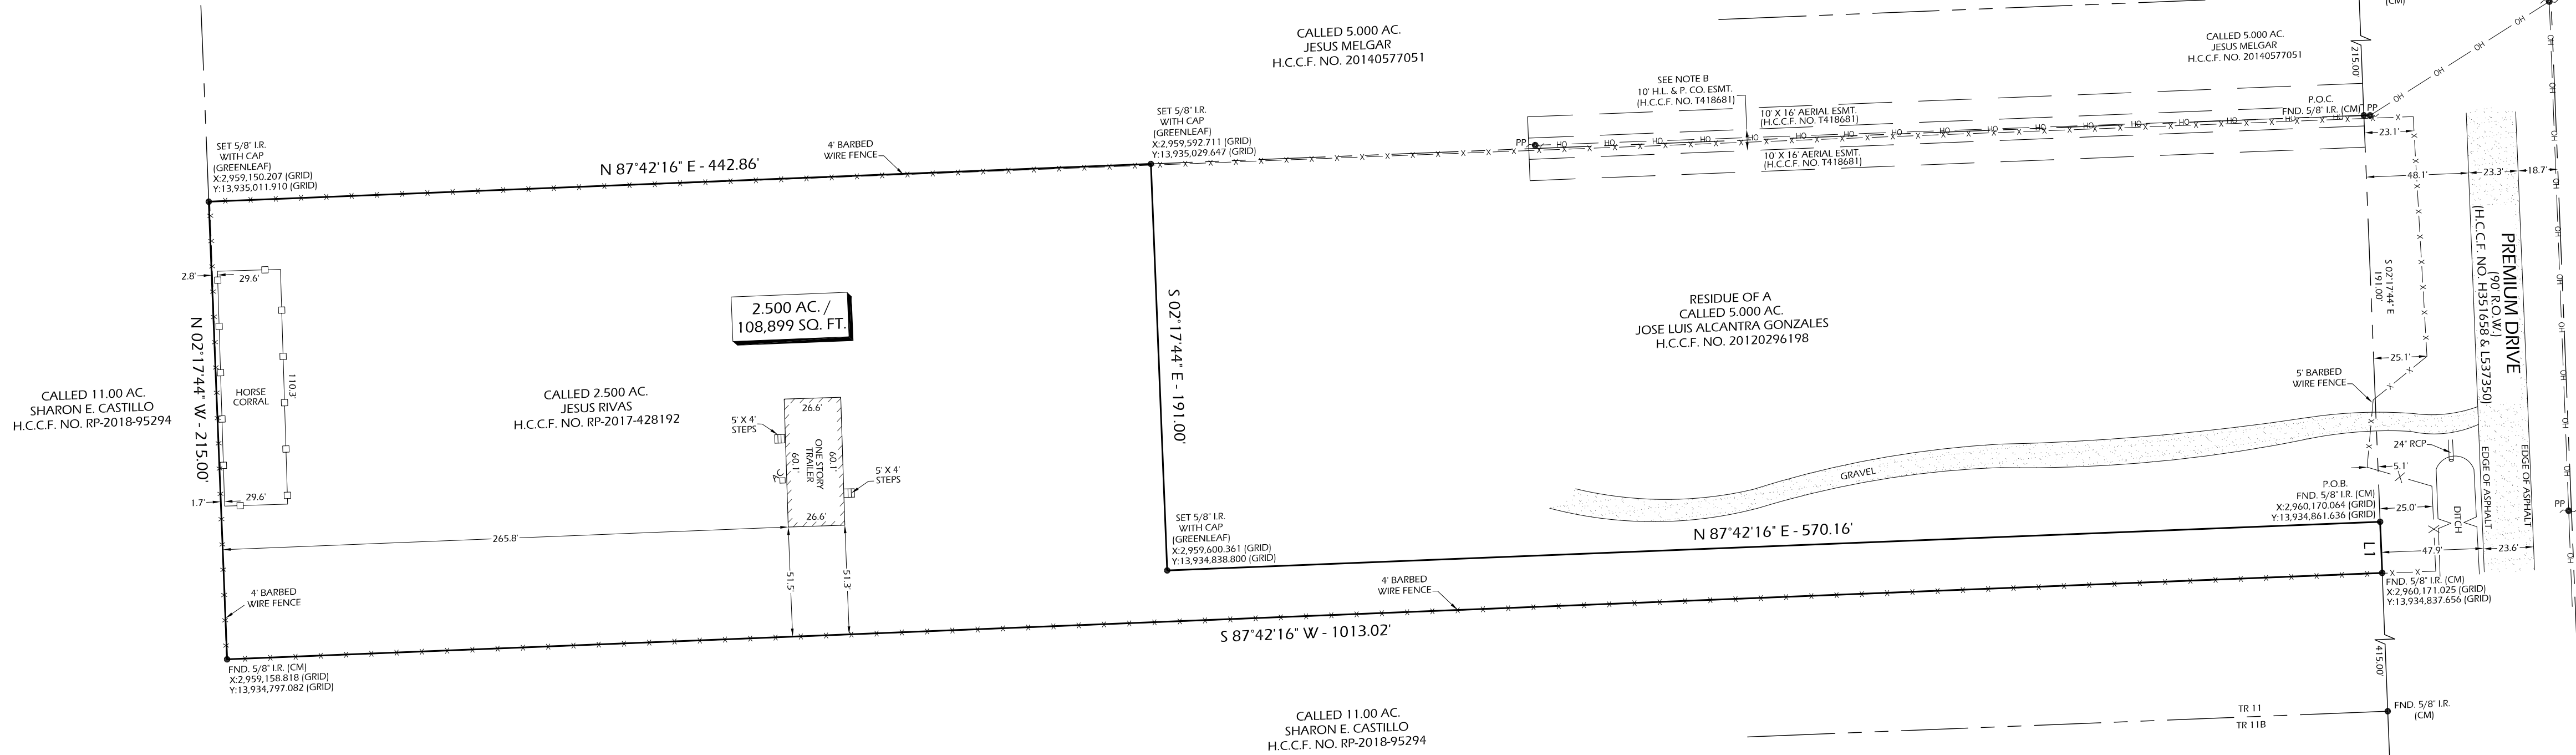 CALLED 5.000 AC.
JESUS MELGAR
H.C.C.F. NO. 20140577051
CALLED 5.000 AC.
JESUS MELGAR
H.C.C.F. NO. 20140577051
(CM)
215.00'
OH
OH
OH
OH
SEE NOTE B
10' H.L. & P. CO. ESMT.
(H.C.C.F. NO. T418681)
10' X 16' AERIAL ESMT.
(H.C.C.F. NO. T418681)
10' X 16' AERIAL ESMT.
(H.C.C.F. NO. T418681)
P.O.C.
FND. 5/8" I.R. (CM)
PP
PP
23.1'
48.1'
23.3'
18.7'
SET 5/8" I.R.
WITH CAP
(GREENLEAF)
X:2,959,150.207 (GRID)
Y:13,935,011.910 (GRID)
N 87°42'16" E - 442.86'
4' BARBED
WIRE FENCE
SET 5/8" I.R.
WITH CAP
(GREENLEAF)
X:2,959,592.711 (GRID)
Y:13,935,029.647 (GRID)
2.8'
29.6'
110.3'
HORSE
CORRAL
29.6'
1.7'
N 02°17'44" W - 215.00'
CALLED 11.00 AC.
SHARON E. CASTILLO
H.C.C.F. NO. RP-2018-95294
2.500 AC. /
108,899 SQ. FT.
CALLED 2.500 AC.
JESUS RIVAS
H.C.C.F. NO. RP-2017-428192
5' X 4'
STEPS
26.6'
ONE STORY
TRAILER
60.1'
60.1'
26.6'
AC
5' X 4'
STEPS
265.8'
51.5'
51.3'
S 02°17'44" E - 191.00'
RESIDUE OF A
CALLED 5.000 AC.
JOSE LUIS ALCANTRA GONZALES
H.C.C.F. NO. 20120296198
S 02°17'44" E
191.00'
PREMIUM DRIVE
(90' R.O.W.)
(H.C.C.F. NO. H351658 & L537350)
25.1'
5' BARBED
WIRE FENCE
24" RCP
5.1'
GRAVEL
EDGE OF ASPHALT
EDGE OF ASPHALT
DITCH
P.O.B.
FND. 5/8" I.R. (CM)
X:2,960,170.064 (GRID)
Y:13,934,861.636 (GRID)
25.0'
PP
L1
47.9'
23.6'
SET 5/8" I.R.
WITH CAP
(GREENLEAF)
X:2,959,600.361 (GRID)
Y:13,934,838.800 (GRID)
N 87°42'16" E - 570.16'
4' BARBED
WIRE FENCE
4' BARBED
WIRE FENCE
FND. 5/8" I.R. (CM)
X:2,960,171.025 (GRID)
Y:13,934,837.656 (GRID)
S 87°42'16" W - 1013.02'
FND. 5/8" I.R. (CM)
X:2,959,158.818 (GRID)
Y:13,934,797.082 (GRID)
415.00'
CALLED 11.00 AC.
SHARON E. CASTILLO
H.C.C.F. NO. RP-2018-95294
TR 11
TR 11B
FND. 5/8" I.R.
(CM)